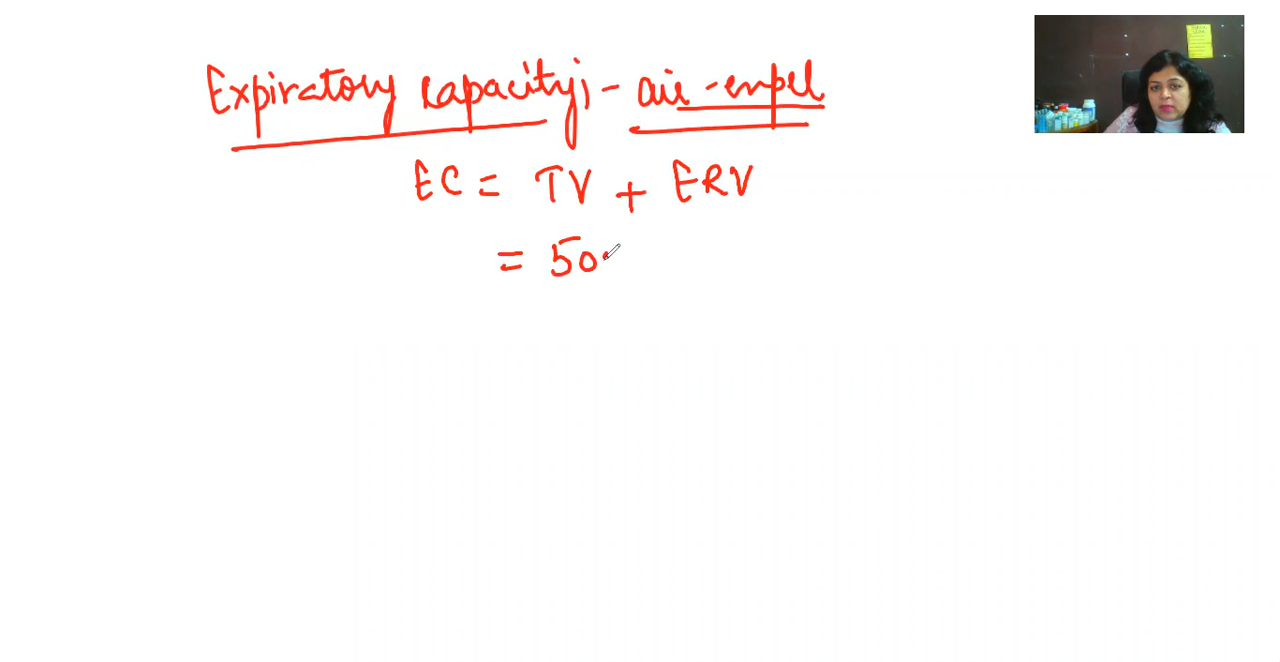 Expiratory capacity;- air-expel
EC = TV + ERV
= 50